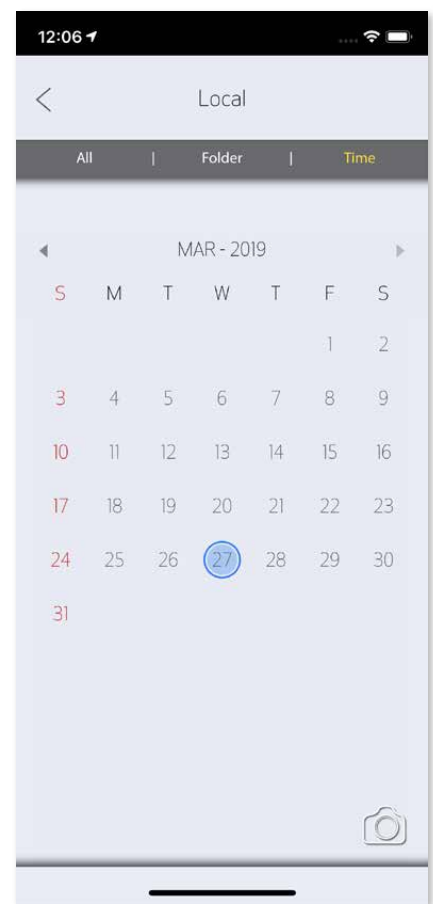 12:06
Local
All | Folder | Time
MAR - 2019
S M T W T F S
1 2
3 4 5 6 7 8 9
10 11 12 13 14 15 16
17 18 19 20 21 22 23
24 25 26 27 28 29 30
31